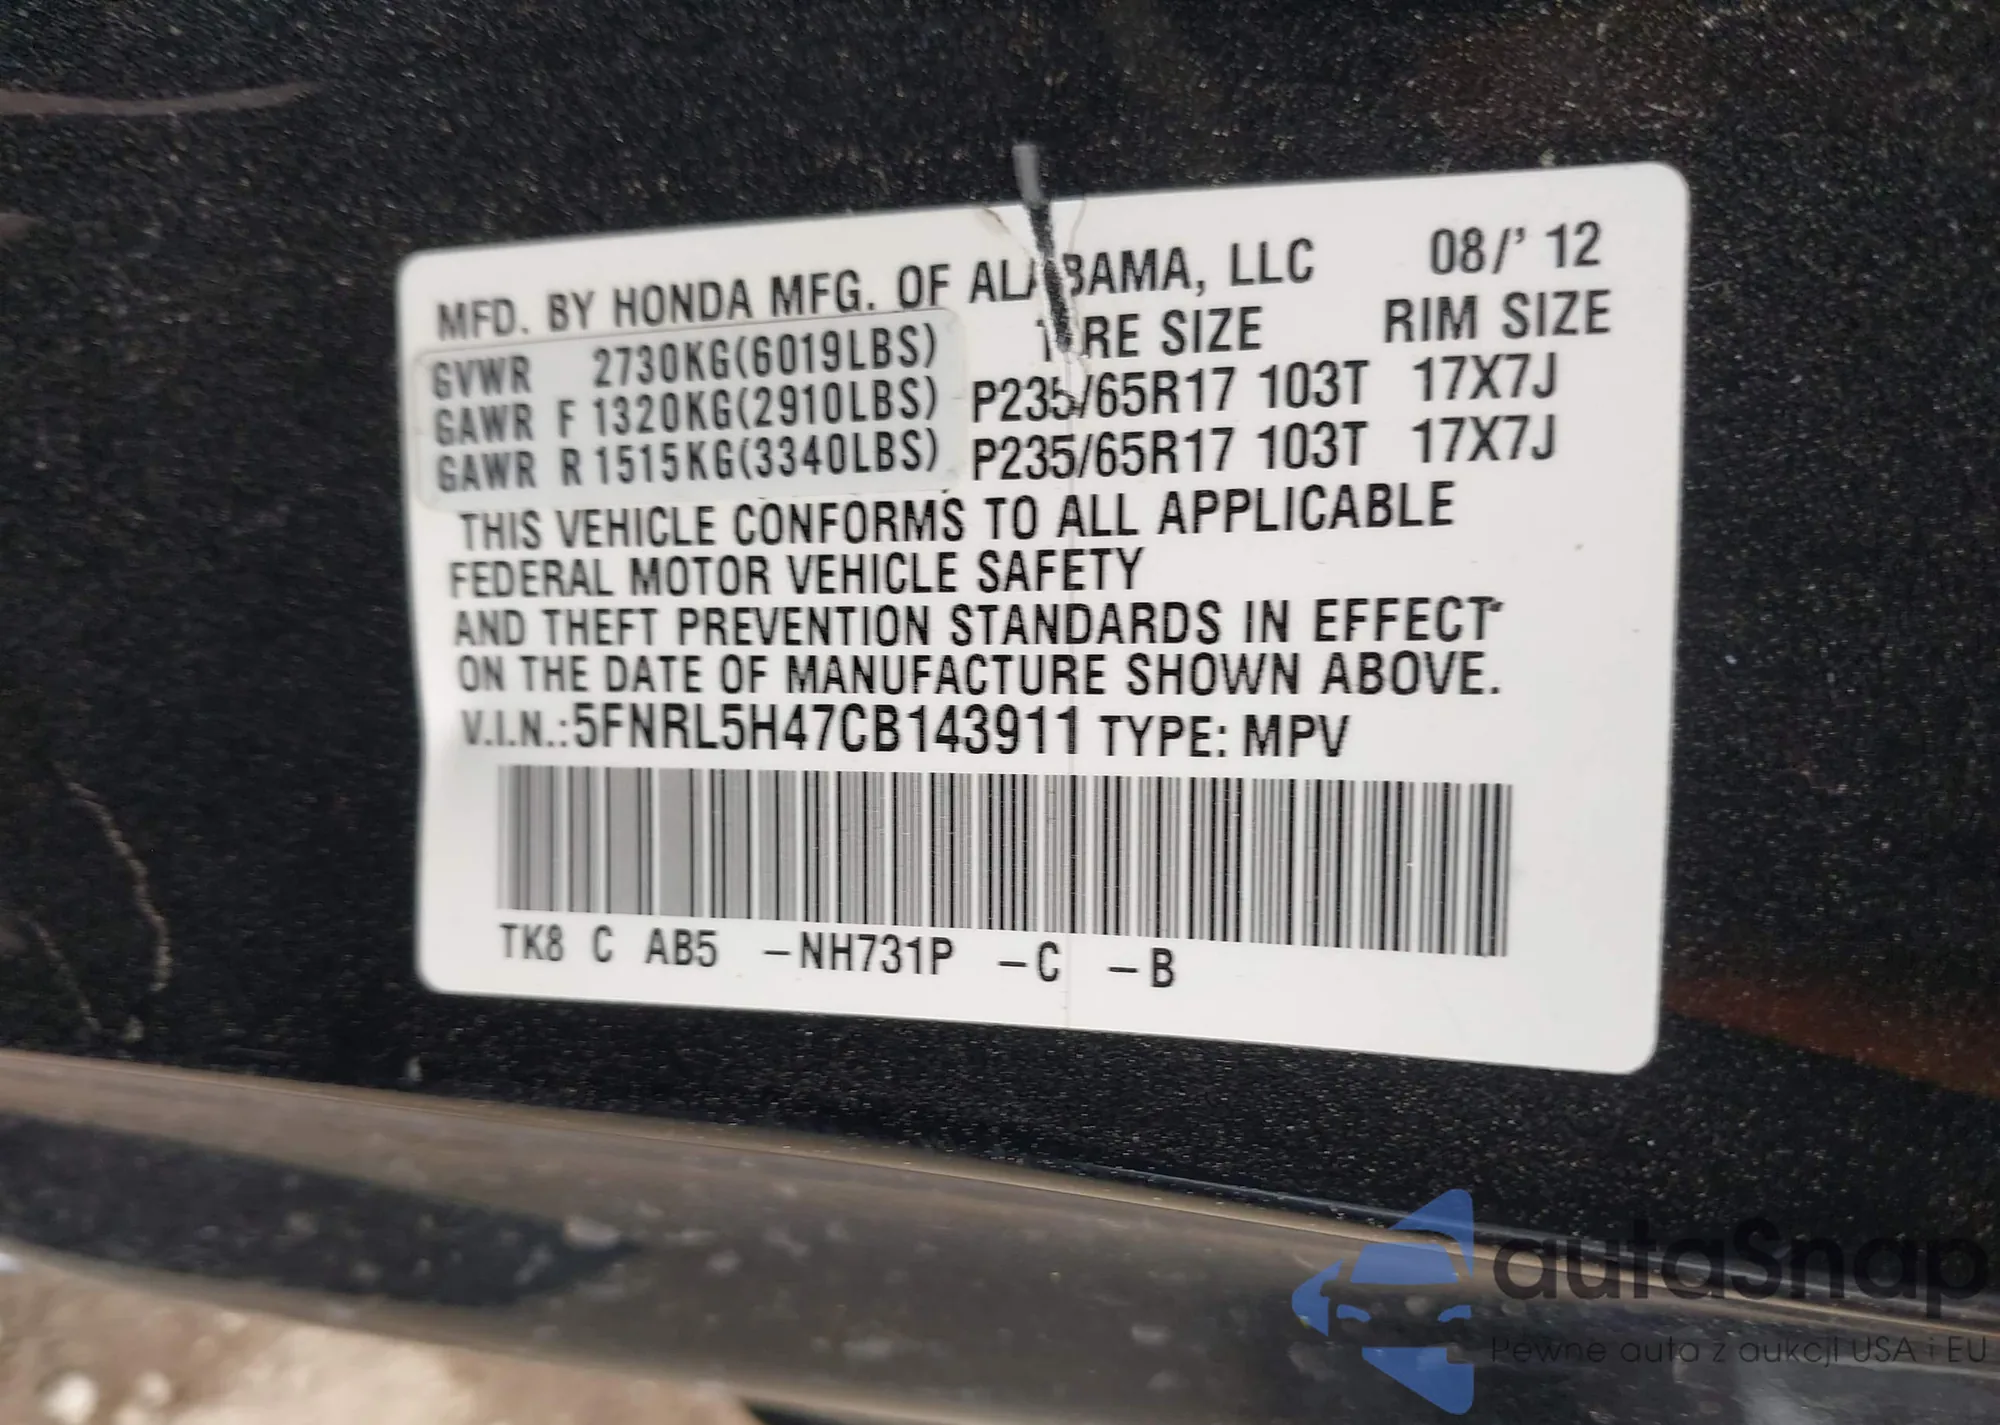 MFD. BY HONDA MFG. OF ALABAMA, LLC 08/'12
TIRE SIZE RIM SIZE
GVWR 2730KG(6019LBS)
GAWR F 1320KG(2910LBS) P235/65R17 103T 17X7J
GAWR R 1515KG(3340LBS) P235/65R17 103T 17X7J
THIS VEHICLE CONFORMS TO ALL APPLICABLE
FEDERAL MOTOR VEHICLE SAFETY
AND THEFT PREVENTION STANDARDS IN EFFECT
ON THE DATE OF MANUFACTURE SHOWN ABOVE.
V.I.N.:5FNRL5H47CB143911 TYPE: MPV
TK8 C AB5 -NH731P -C -B
autaSnap
Pewne auta z aukcji USA i EU